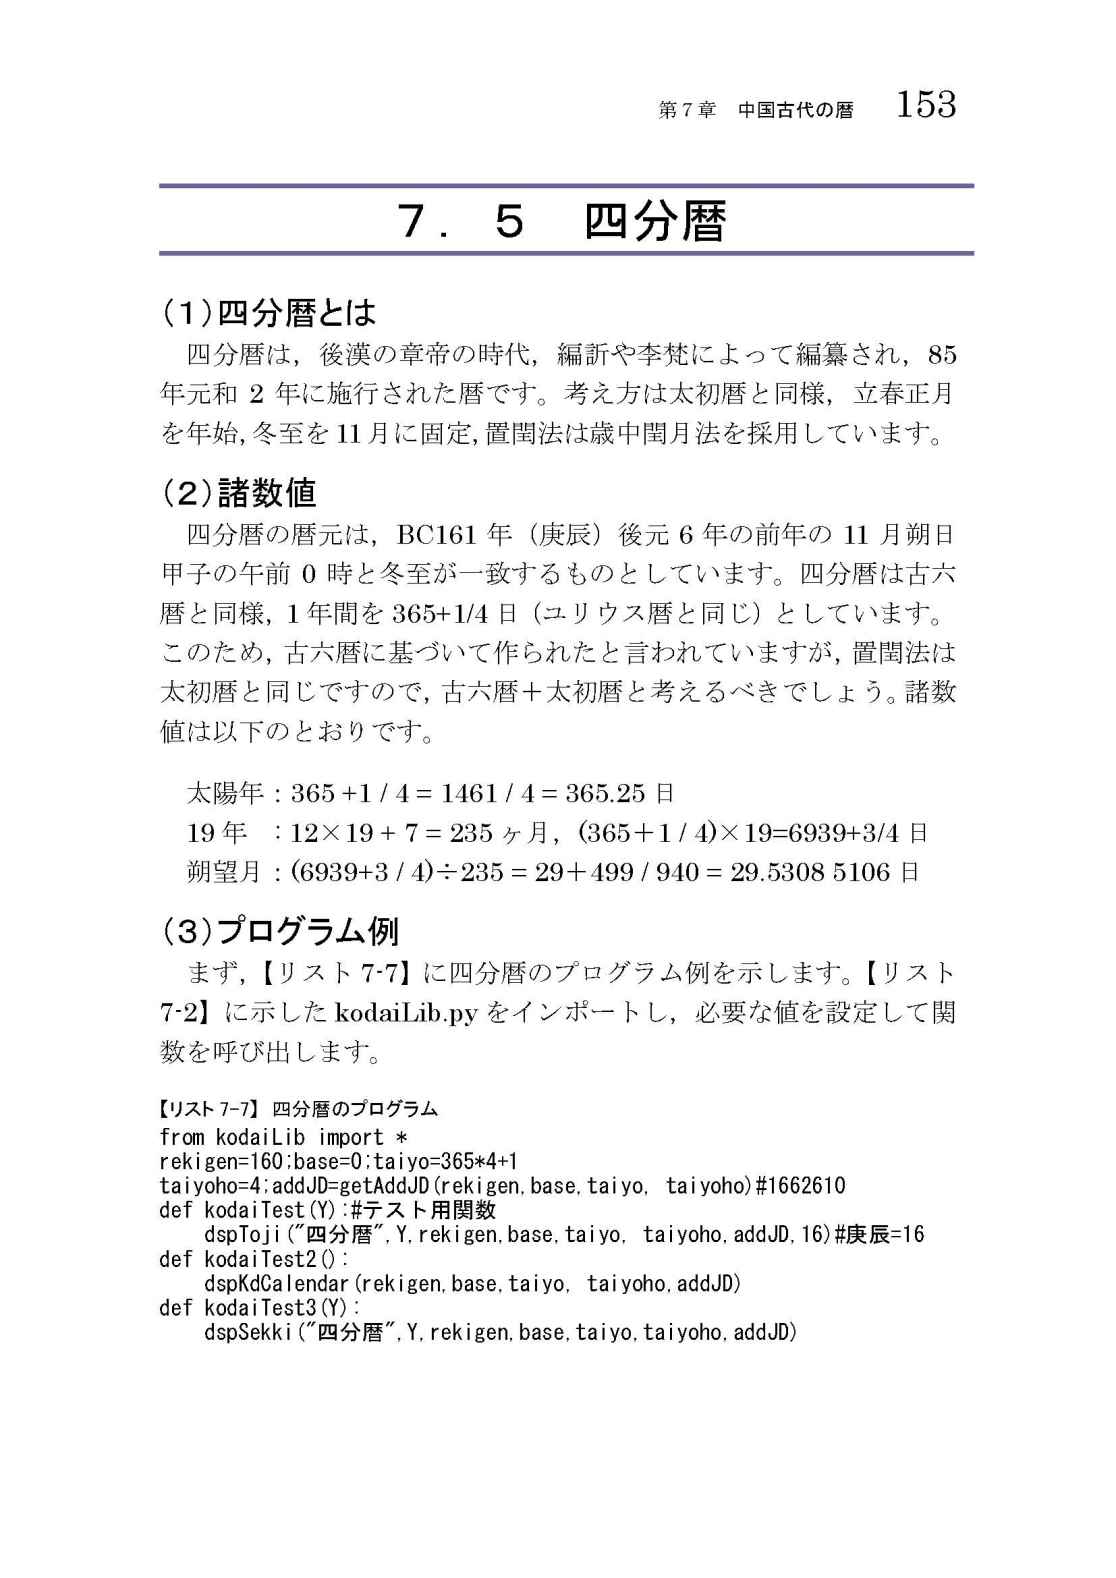 第７章　中国古代の暦　153
７．５　四分暦
(1)四分暦とは
四分暦は，後漢の章帝の時代，編訢や李梵によって編纂され，85
年元和 2 年に施行された暦です。考え方は太初暦と同様，立春正月
を年始，冬至を11月に固定，置閏法は歳中閏月法を採用しています。
(2)諸数値
四分暦の暦元は，BC161 年（庚辰）後元 6 年の前年の 11 月朔日
甲子の午前 0 時と冬至が一致するものとしています。四分暦は古六
暦と同様，1 年間を 365+1/4 日（ユリウス暦と同じ）としています。
このため，古六暦に基づいて作られたと言われていますが，置閏法は
太初暦と同じですので，古六暦＋太初暦と考えるべきでしょう。諸数
値は以下のとおりです。
太陽年：365 +1 / 4 = 1461 / 4 = 365.25 日
19 年　：12×19 + 7 = 235 ヶ月，(365＋1 / 4)×19=6939+3/4 日
朔望月：(6939+3 / 4)÷235 = 29＋499 / 940 = 29.5308 5106 日
(3)プログラム例
まず，【リスト 7-7】に四分暦のプログラム例を示します。【リスト
7-2】に示した kodaiLib.py をインポートし，必要な値を設定して関
数を呼び出します。
【リスト 7-7】 四分暦のプログラム
from kodaiLib import *
rekigen=160;base=0;taiyo=365*4+1
taiyoho=4;addJD=getAddJD(rekigen,base,taiyo, taiyoho)#1662610
def kodaiTest(Y):#テスト用関数
    dspToji("四分暦",Y,rekigen,base,taiyo, taiyoho,addJD,16)#庚辰=16
def kodaiTest2():
    dspKdCalendar(rekigen,base,taiyo, taiyoho,addJD)
def kodaiTest3(Y):
    dspSekki("四分暦",Y,rekigen,base,taiyo,taiyoho,addJD)